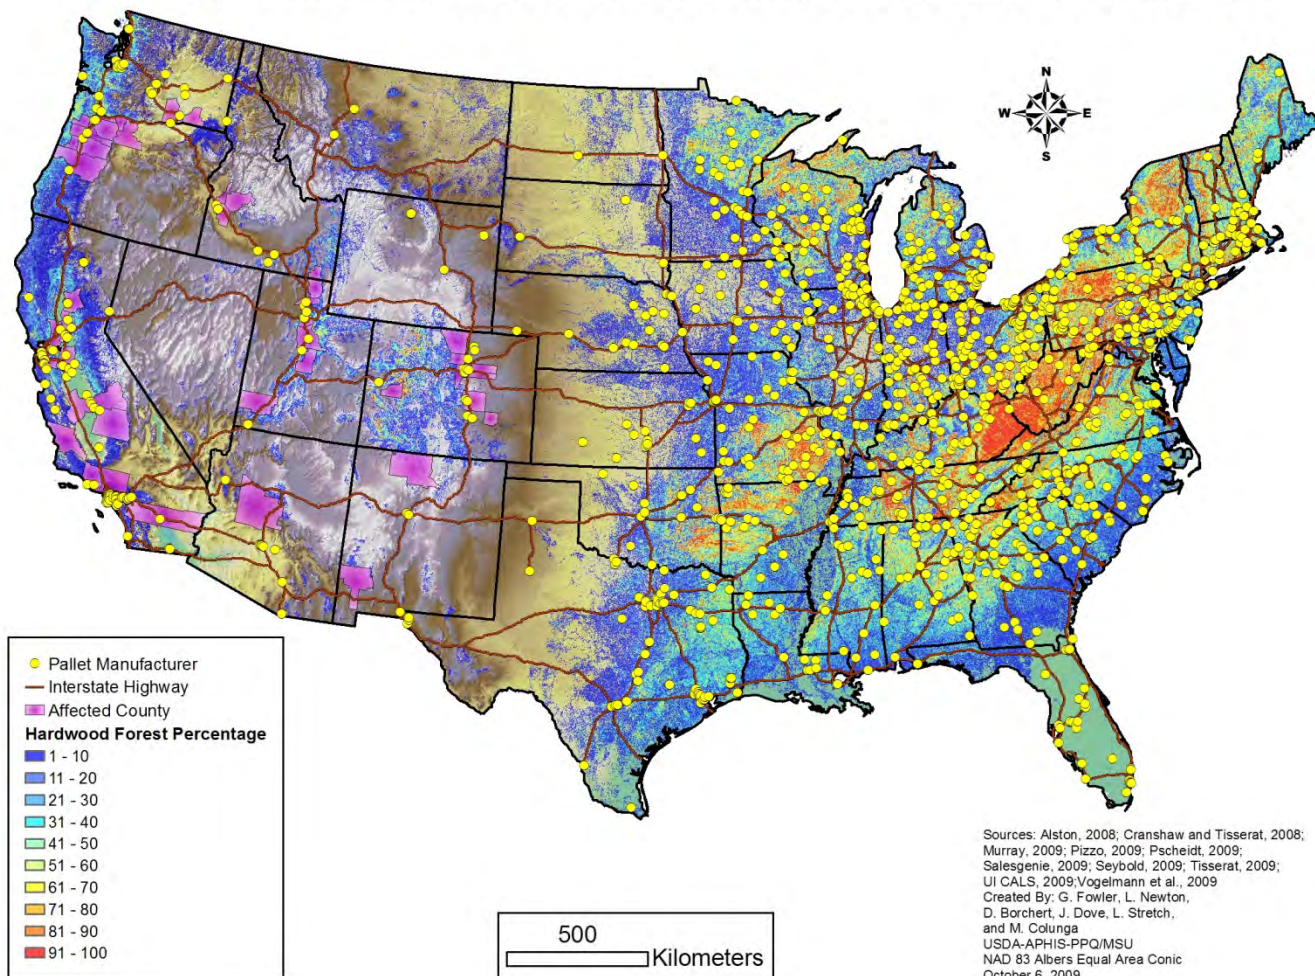 N
W E
S
Pallet Manufacturer
Interstate Highway
Affected County
Hardwood Forest Percentage
1 - 10
11 - 20
21 - 30
31 - 40
41 - 50
51 - 60
61 - 70
71 - 80
81 - 90
91 - 100
500
Kilometers
Sources: Alston, 2008; Cranshaw and Tisserat, 2008;
Murray, 2009; Pizzo, 2009; Pscheidt, 2009;
Salesgenie, 2009; Seybold, 2009; Tisserat, 2009;
UI CALS, 2009;Vogelmann et al., 2009
Created By: G. Fowler, L. Newton,
D. Borchert, J. Dove, L. Stretch,
and M. Colunga
USDA-APHIS-PPQ/MSU
NAD 83 Albers Equal Area Conic
October 6, 2009